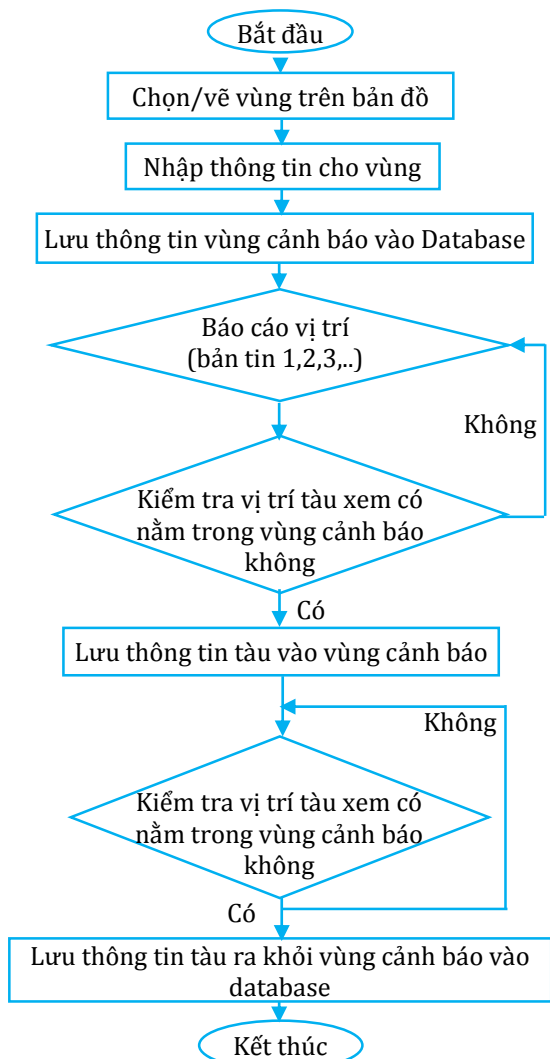 Bắt đầu
Chọn/vẽ vùng trên bản đồ
Nhập thông tin cho vùng
Lưu thông tin vùng cảnh báo vào Database
Báo cáo vị trí
(bản tin 1,2,3,..)
Không
Kiểm tra vị trí tàu xem có
nằm trong vùng cảnh báo
không
Có
Lưu thông tin tàu vào vùng cảnh báo
Không
Kiểm tra vị trí tàu xem có
nằm trong vùng cảnh báo
không
Có
Lưu thông tin tàu ra khỏi vùng cảnh báo vào
database
Kết thúc